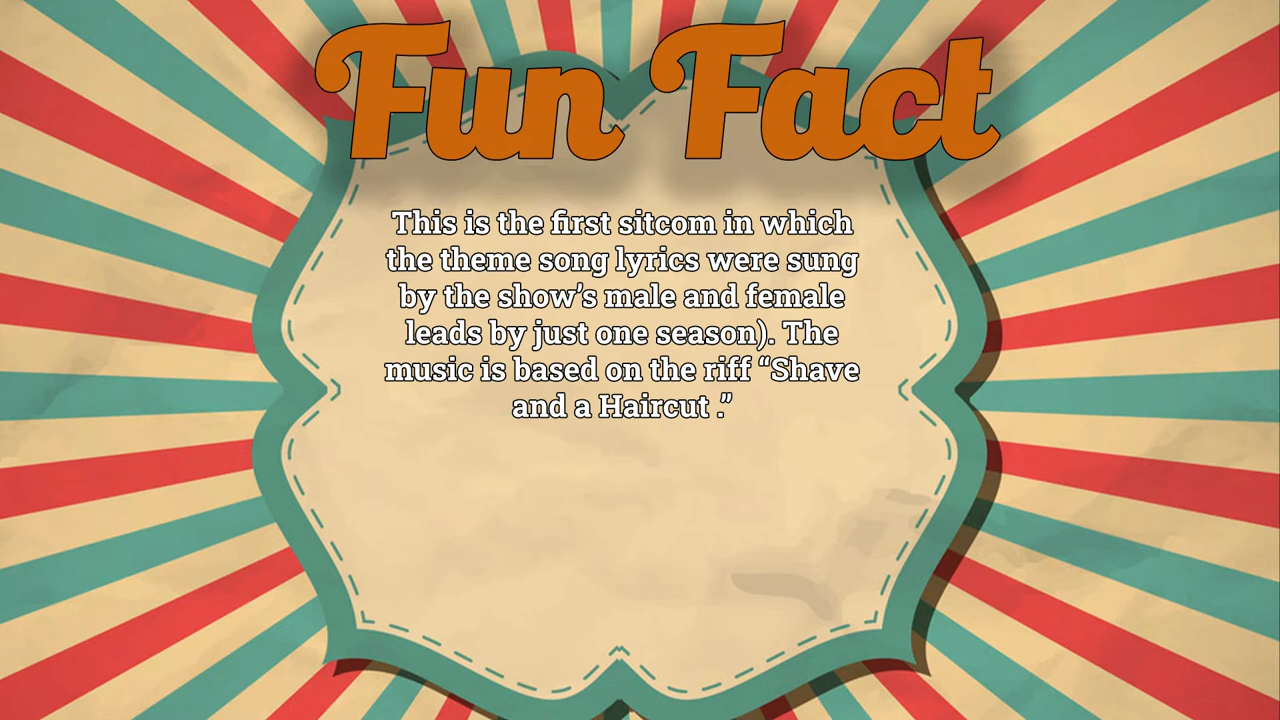 Fun Fact
This is the first sitcom in which
the theme song lyrics were sung
by the show’s male and female
leads by just one season). The
music is based on the riff “Shave
and a Haircut .”